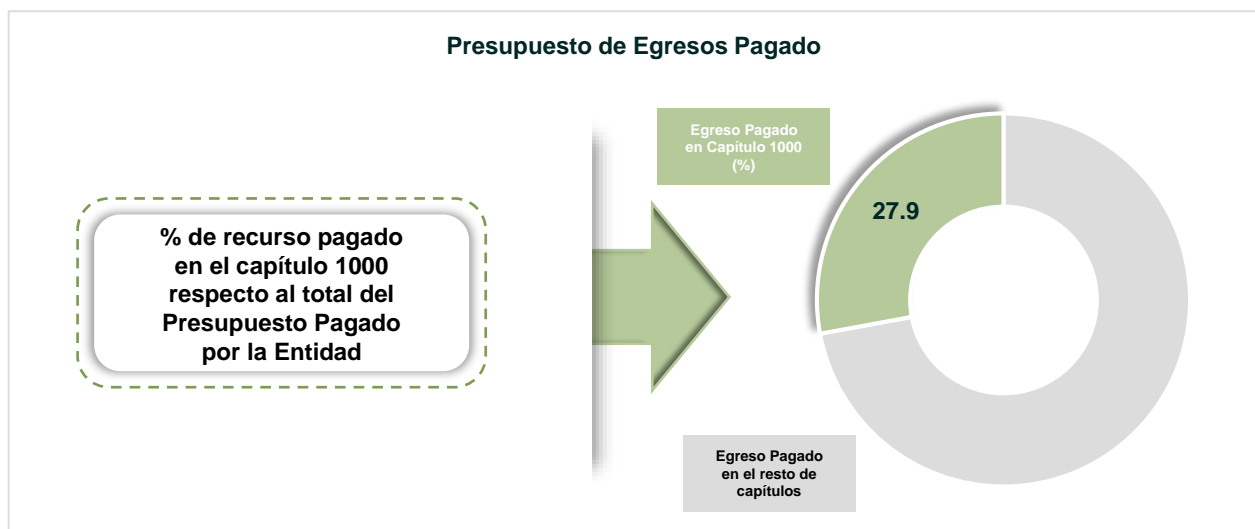 Presupuesto de Egresos Pagado
Egreso Pagado
en Capítulo 1000
(%)
27.9
% de recurso pagado
en el capítulo 1000
respecto al total del
Presupuesto Pagado
por la Entidad
Egreso Pagado
en el resto de
capítulos